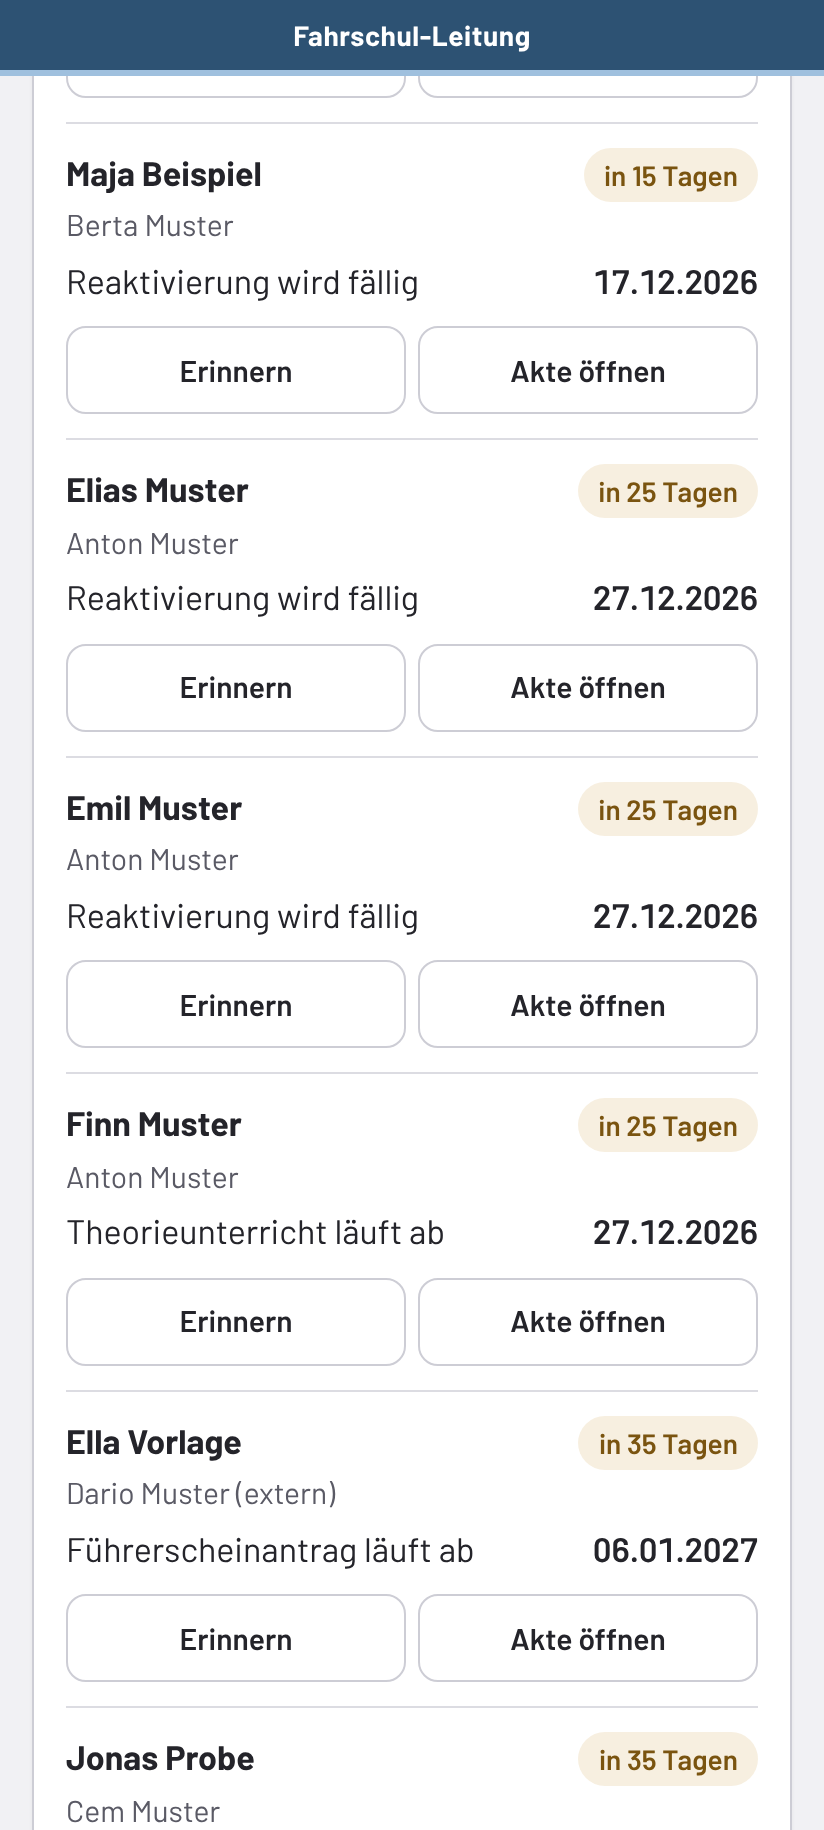 Fahrschul-Leitung
Maja Beispiel
in 15 Tagen
Berta Muster
Reaktivierung wird fällig
17.12.2026
Erinnern
Akte öffnen
Elias Muster
in 25 Tagen
Anton Muster
Reaktivierung wird fällig
27.12.2026
Erinnern
Akte öffnen
Emil Muster
in 25 Tagen
Anton Muster
Reaktivierung wird fällig
27.12.2026
Erinnern
Akte öffnen
Finn Muster
in 25 Tagen
Anton Muster
Theorieunterricht läuft ab
27.12.2026
Erinnern
Akte öffnen
Ella Vorlage
in 35 Tagen
Dario Muster (extern)
Führerscheinantrag läuft ab
06.01.2027
Erinnern
Akte öffnen
Jonas Probe
in 35 Tagen
Cem Muster